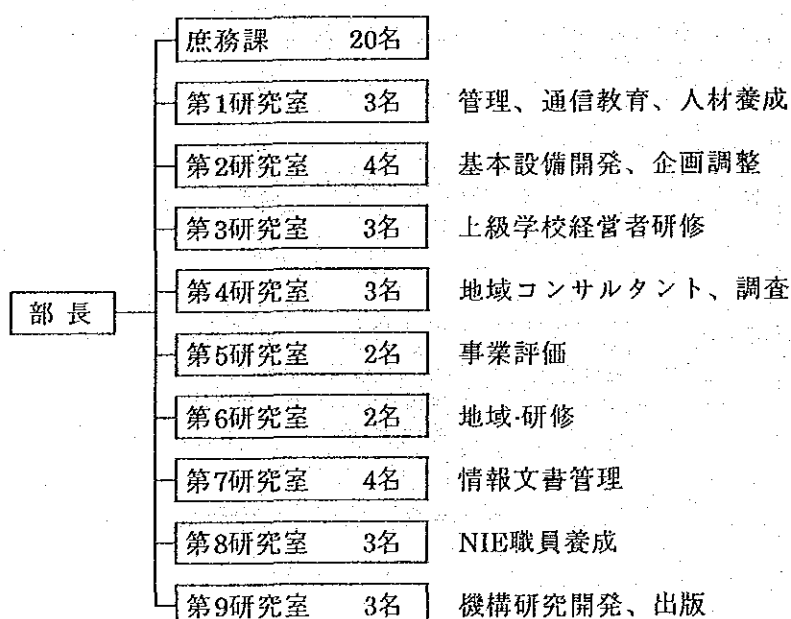 庶務課 20名
第1研究室 3名 管理、通信教育、人材養成
第2研究室 4名 基本設備開発、企画調整
第3研究室 3名 上級学校経営者研修
第4研究室 3名 地域コンサルタント、調査
部長
第5研究室 2名 事業評価
第6研究室 2名 地域·研修
第7研究室 4名 情報文書管理
第8研究室 3名 NIE職員養成
第9研究室 3名 機構研究開発、出版